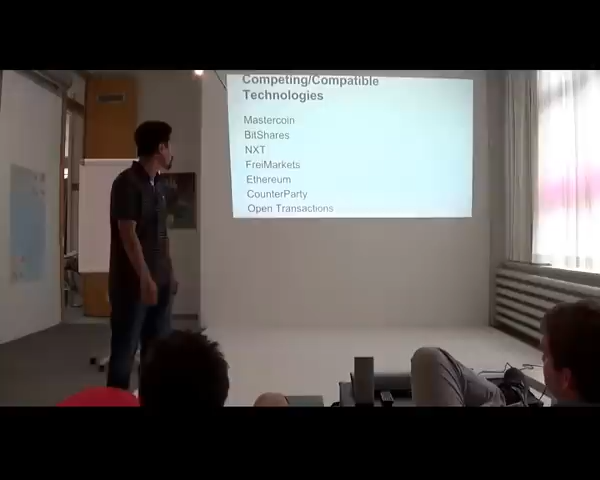 Competing/Compatible
Technologies
Mastercoin
BitShares
NXT
FreiMarkets
Ethereum
CounterParty
Open Transactions